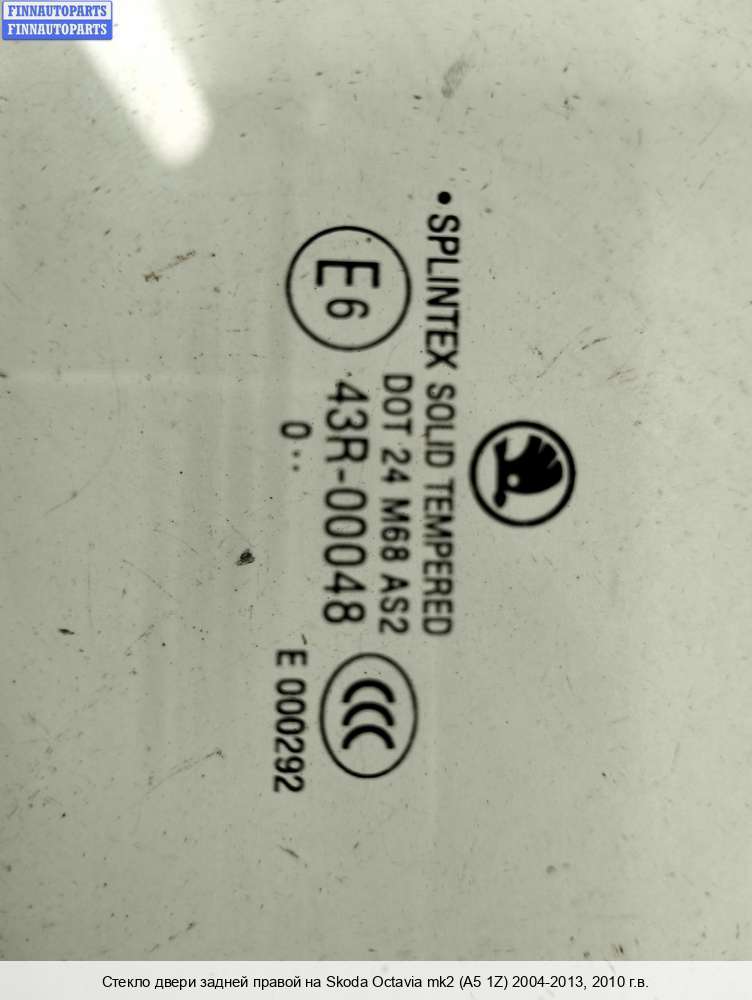 FINNAUTOPARTS
FINNAUTOPARTS
• SPLINTEX SOLID TEMPERED
DOT 24 M68 AS2
E6
43R-00048
0··
CCC
E 000292
Стекло двери задней правой на Skoda Octavia mk2 (A5 1Z) 2004-2013, 2010 г.в.